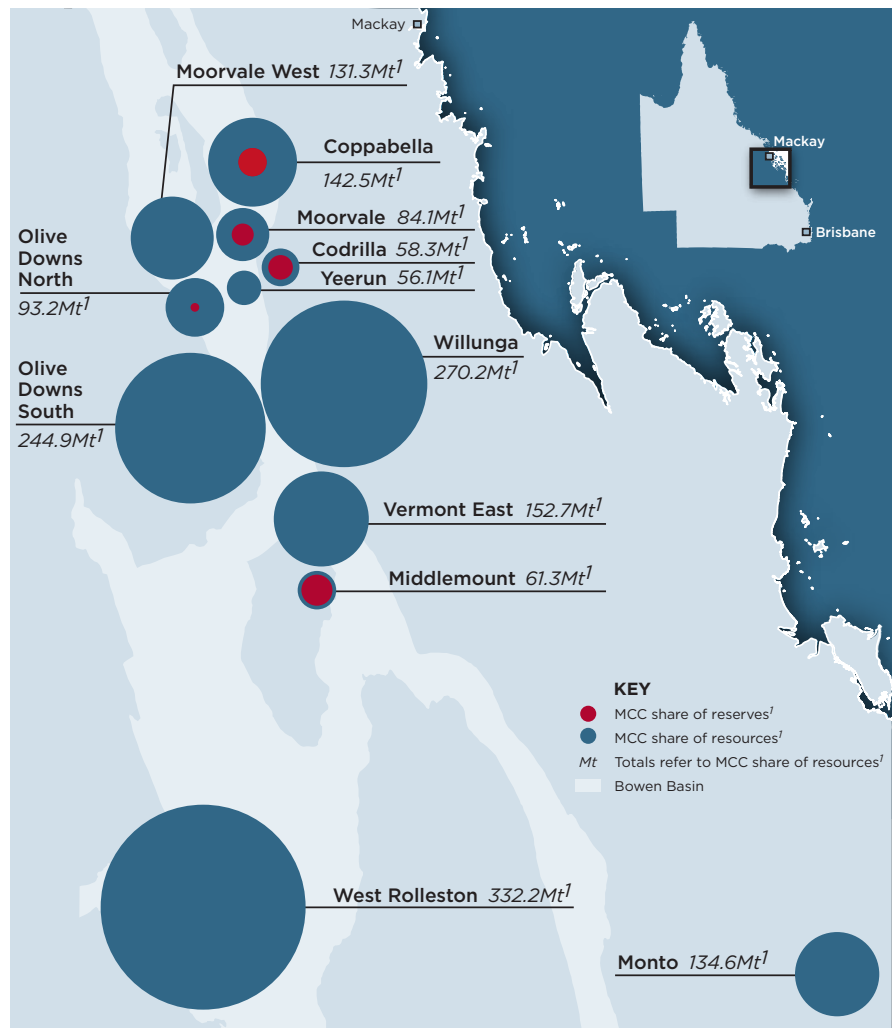 Mackay
Moorvale West 131.3Mt¹
Mackay
Coppabella
142.5Mt¹
Moorvale 84.1Mt¹
Brisbane
Olive
Downs
North
93.2Mt¹
Codrilla 58.3Mt¹
Yeerun 56.1Mt¹
Willunga
270.2Mt¹
Olive
Downs
South
244.9Mt¹
Vermont East 152.7Mt¹
Middlemount 61.3Mt¹
KEY
MCC share of reserves¹
MCC share of resources¹
Mt Totals refer to MCC share of resources¹
Bowen Basin
West Rolleston 332.2Mt¹
Monto 134.6Mt¹